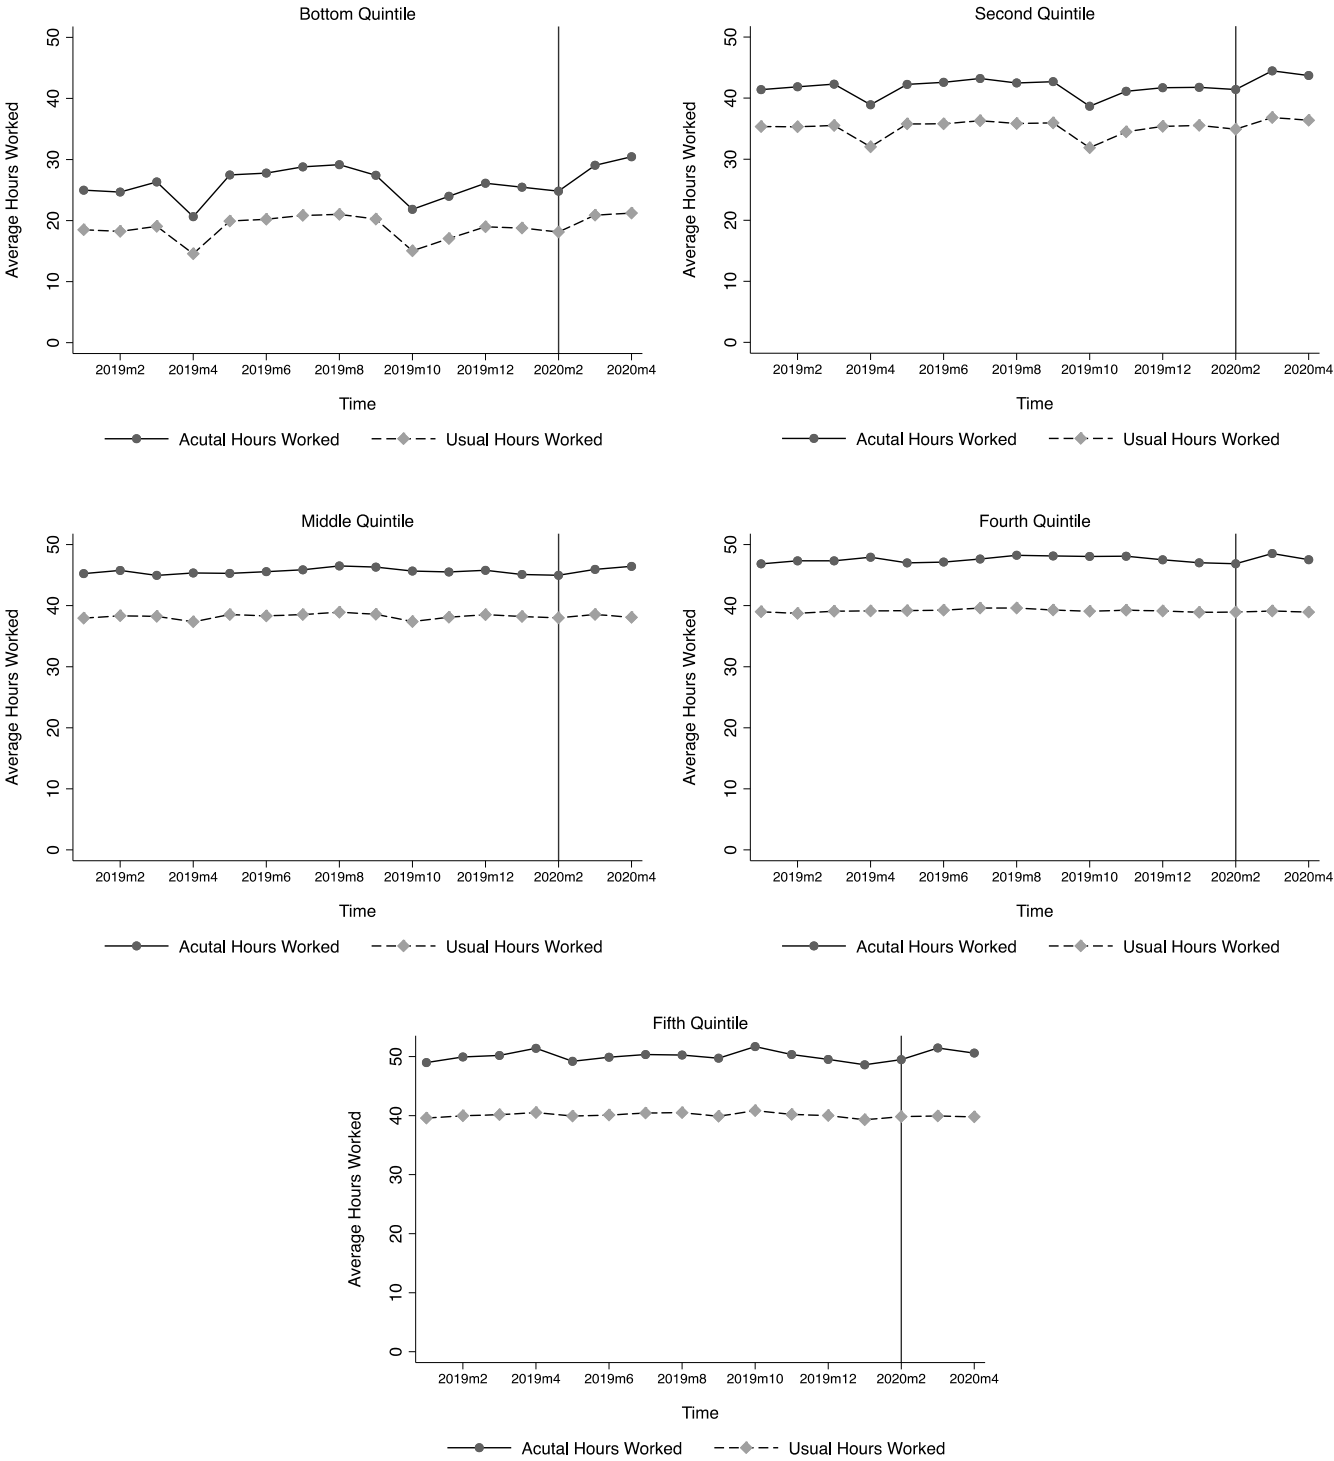 Bottom Quintile
Average Hours Worked
50
40
30
20
10
0
2019m2 2019m4 2019m6 2019m8 2019m10 2019m12 2020m2 2020m4
Time
Acutal Hours Worked Usual Hours Worked
Second Quintile
Average Hours Worked
50
40
30
20
10
0
2019m2 2019m4 2019m6 2019m8 2019m10 2019m12 2020m2 2020m4
Time
Acutal Hours Worked Usual Hours Worked
Middle Quintile
Average Hours Worked
50
40
30
20
10
0
2019m2 2019m4 2019m6 2019m8 2019m10 2019m12 2020m2 2020m4
Time
Acutal Hours Worked Usual Hours Worked
Fourth Quintile
Average Hours Worked
50
40
30
20
10
0
2019m2 2019m4 2019m6 2019m8 2019m10 2019m12 2020m2 2020m4
Time
Acutal Hours Worked Usual Hours Worked
Fifth Quintile
Average Hours Worked
50
40
30
20
10
0
2019m2 2019m4 2019m6 2019m8 2019m10 2019m12 2020m2 2020m4
Time
Acutal Hours Worked Usual Hours Worked